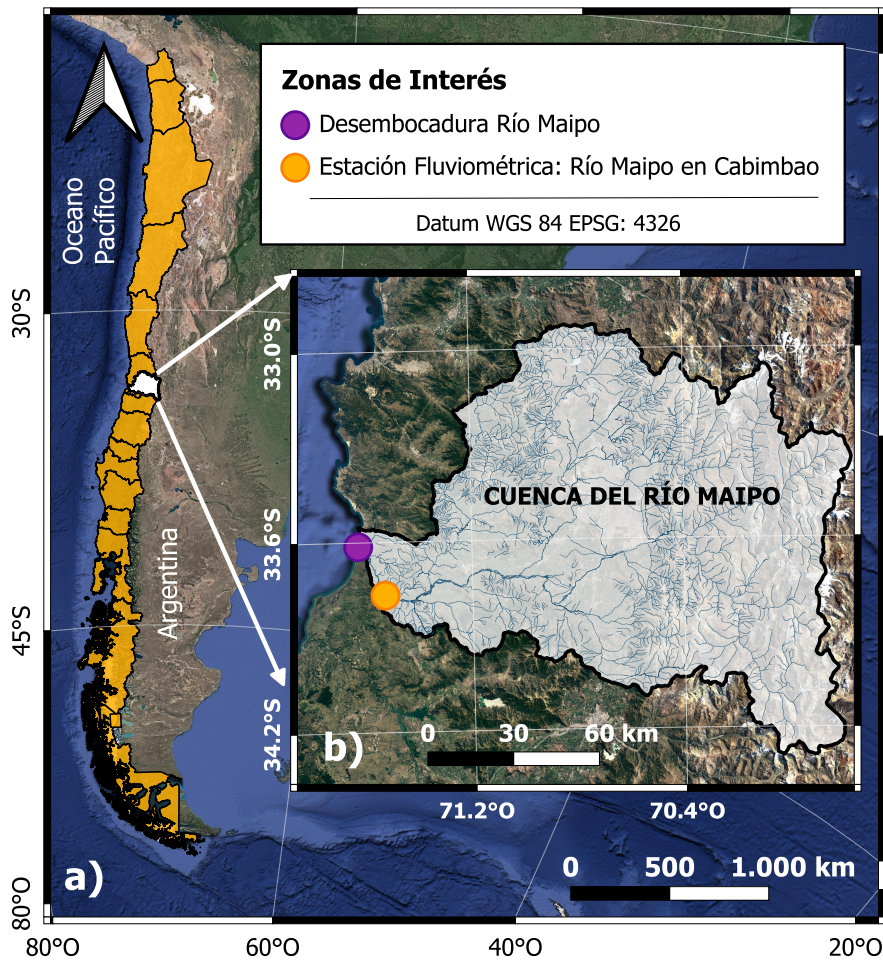 Zonas de Interés
Desembocadura Río Maipo
Estación Fluviométrica: Río Maipo en Cabimbao
Datum WGS 84 EPSG: 4326
Oceano
Pacífico
Argentina
30°S
45°S
80°O
33.0°S
33.6°S
34.2°S
CUENCA DEL RÍO MAIPO
b)
0 30 60 km
71.2°O 70.4°O
a)
0 500 1.000 km
80°O 60°O 40°O 20°O